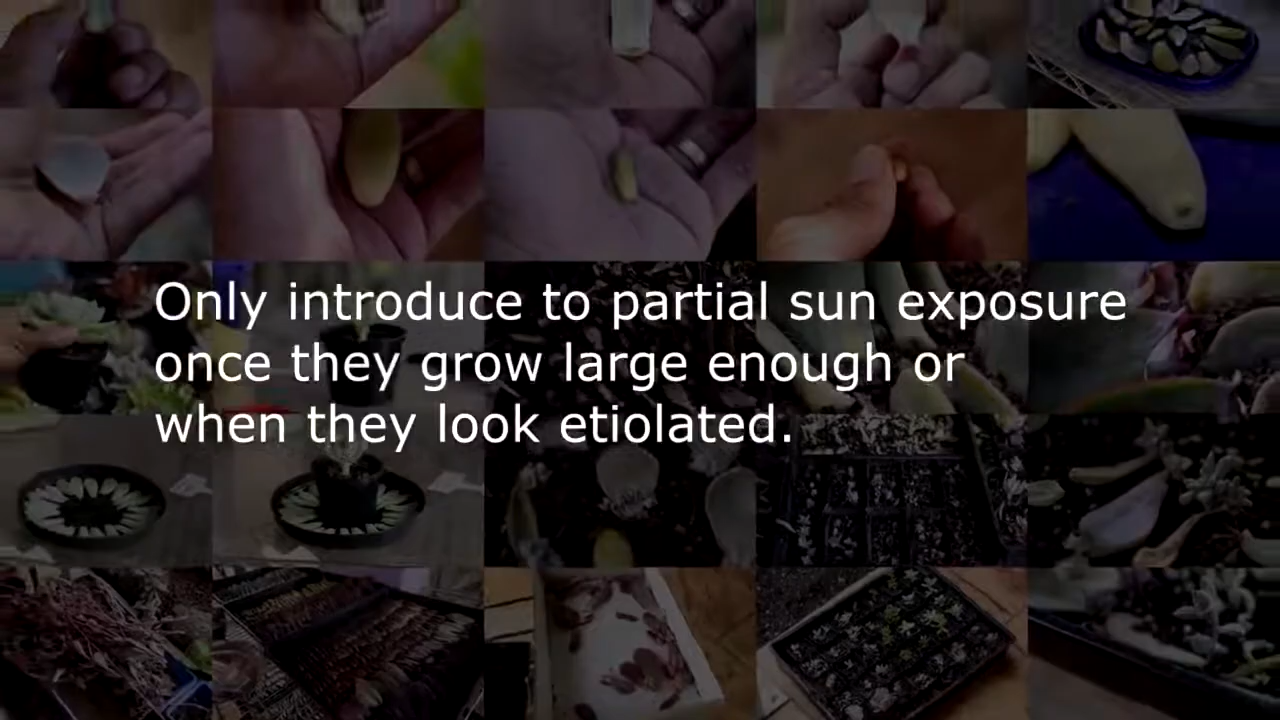 Only introduce to partial sun exposure
once they grow large enough or
when they look etiolated.